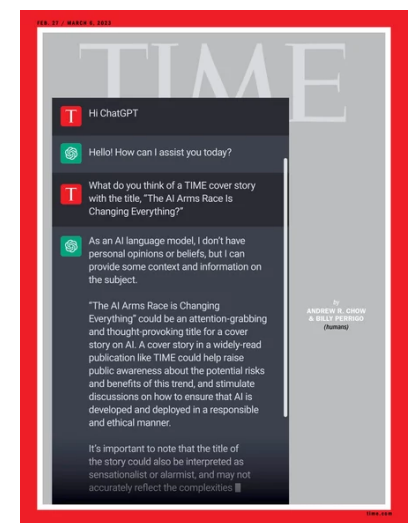 FEB. 27 / MARCH 6, 2023
TIME
T
Hi ChatGPT
Hello! How can I assist you today?
T
What do you think of a TIME cover story
with the title, "The AI Arms Race Is
Changing Everything?"
As an AI language model, I don't have
personal opinions or beliefs, but I can
provide some context and information on
the subject.
"The AI Arms Race is Changing
Everything" could be an attention-grabbing
and thought-provoking title for a cover
story on AI. A cover story in a widely-read
publication like TIME could help raise
public awareness about the potential risks
and benefits of this trend, and stimulate
discussions on how to ensure that AI is
developed and deployed in a responsible
and ethical manner.
It's important to note that the title of
the story could also be interpreted as
sensationalist or alarmist, and may not
accurately reflect the complexities
by
ANDREW R. CHOW
& BILLY PERRIGO
(humans)
time.com